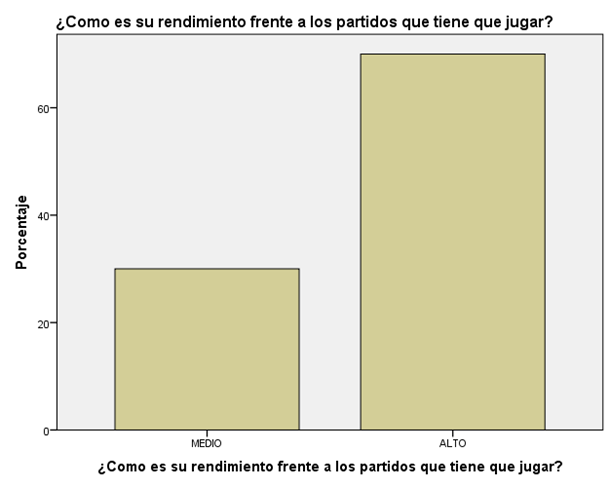 ¿Como es su rendimiento frente a los partidos que tiene que jugar?
Porcentaje
60
40
20
0
MEDIO
ALTO
¿Como es su rendimiento frente a los partidos que tiene que jugar?